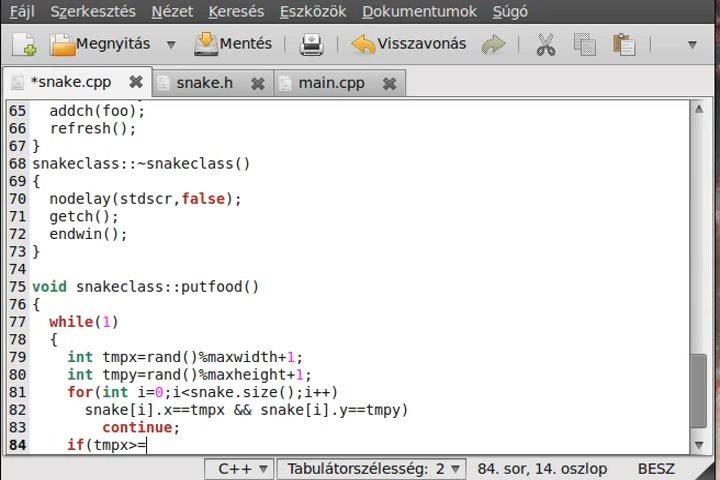 Fájl Szerkesztés Nézet Keresés Eszközök Dokumentumok Súgó
Megnyitás Mentés Visszavonás
*snake.cpp snake.h main.cpp
65 addch(foo);
66 refresh();
67 }
68 snakeclass::~snakeclass()
69 {
70 nodelay(stdscr,false);
71 getch();
72 endwin();
73 }
74
75 void snakeclass::putfood()
76 {
77 while(1)
78 {
79 int tmpx=rand()%maxwidth+1;
80 int tmpy=rand()%maxheight+1;
81 for(int i=0;i<snake.size();i++)
82 snake[i].x==tmpx && snake[i].y==tmpy)
83 continue;
84 if(tmpx>=
C++ Tabulátorszélesség: 2 84. sor, 14. oszlop BESZ